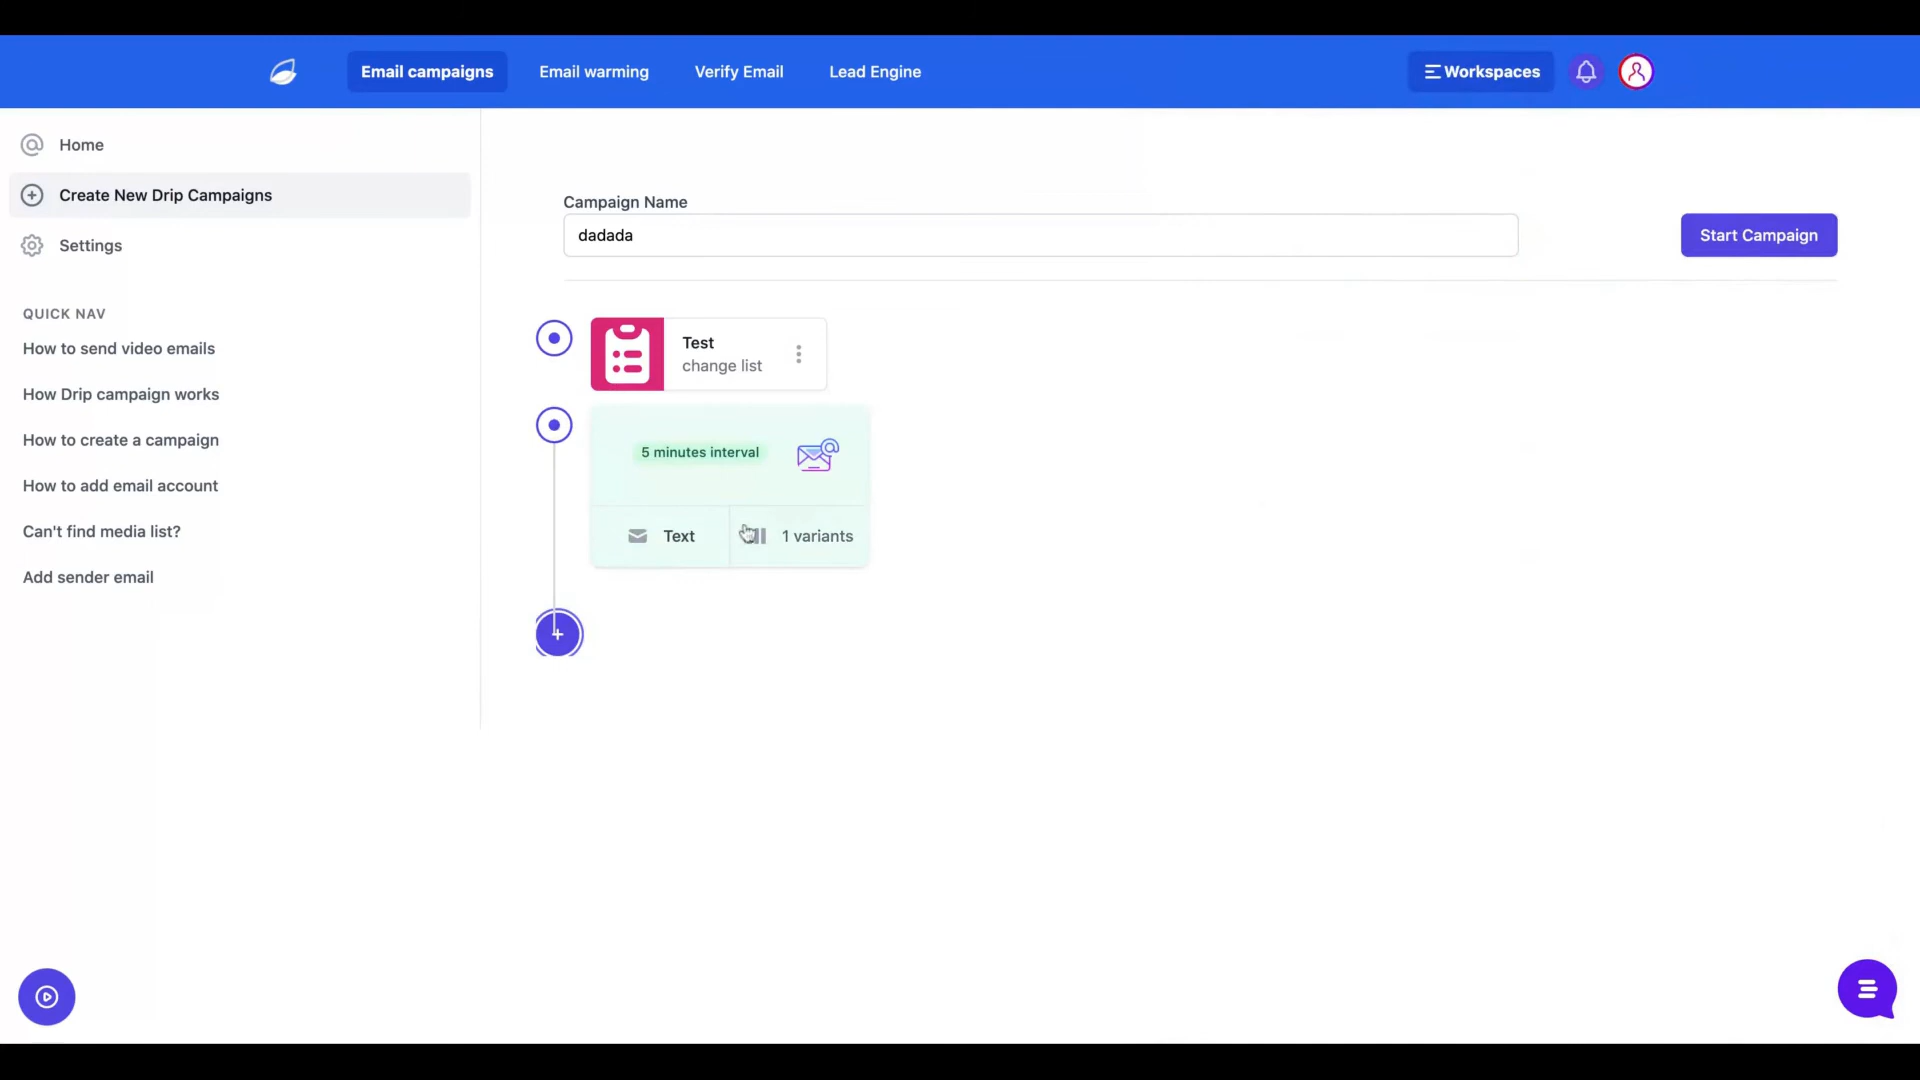 Email campaigns
Email warming
Verify Email
Lead Engine
Workspaces
Home
Create New Drip Campaigns
Settings
QUICK NAV
How to send video emails
How Drip campaign works
How to create a campaign
How to add email account
Can't find media list?
Add sender email
Campaign Name
dadada
Start Campaign
Test
change list
5 minutes interval
Text
1 variants